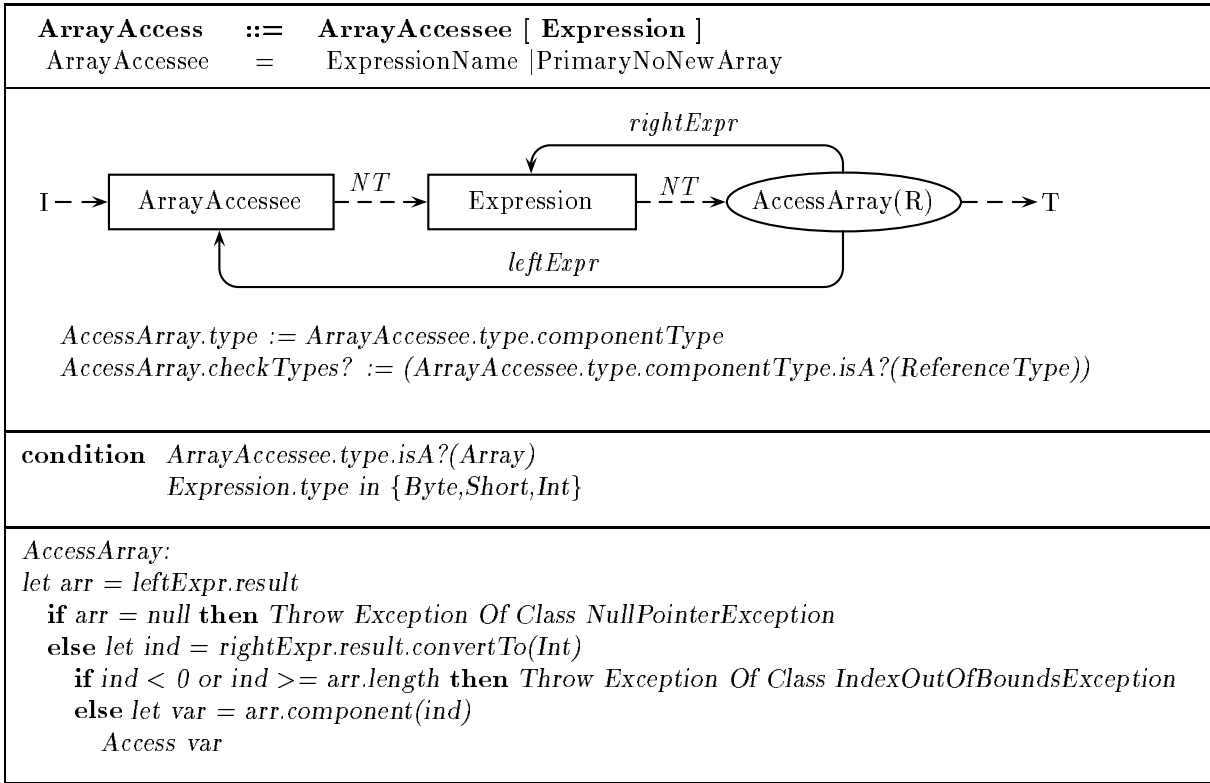 ArrayAccess ::= ArrayAccessee [ Expression ]
ArrayAccessee = ExpressionName |PrimaryNoNewArray
rightExpr
I ArrayAccessee NT Expression NT AccessArray(R) T
leftExpr
AccessArray.type := ArrayAccessee.type.componentType
AccessArray.checkTypes? := (ArrayAccessee.type.componentType.isA?(ReferenceType))
condition ArrayAccessee.type.isA?(Array)
Expression.type in {Byte,Short,Int}
AccessArray:
let arr = leftExpr.result
if arr = null then Throw Exception Of Class NullPointerException
else let ind = rightExpr.result.convertTo(Int)
if ind < 0 or ind >= arr.length then Throw Exception Of Class IndexOutOfBoundsException
else let var = arr.component(ind)
Access var